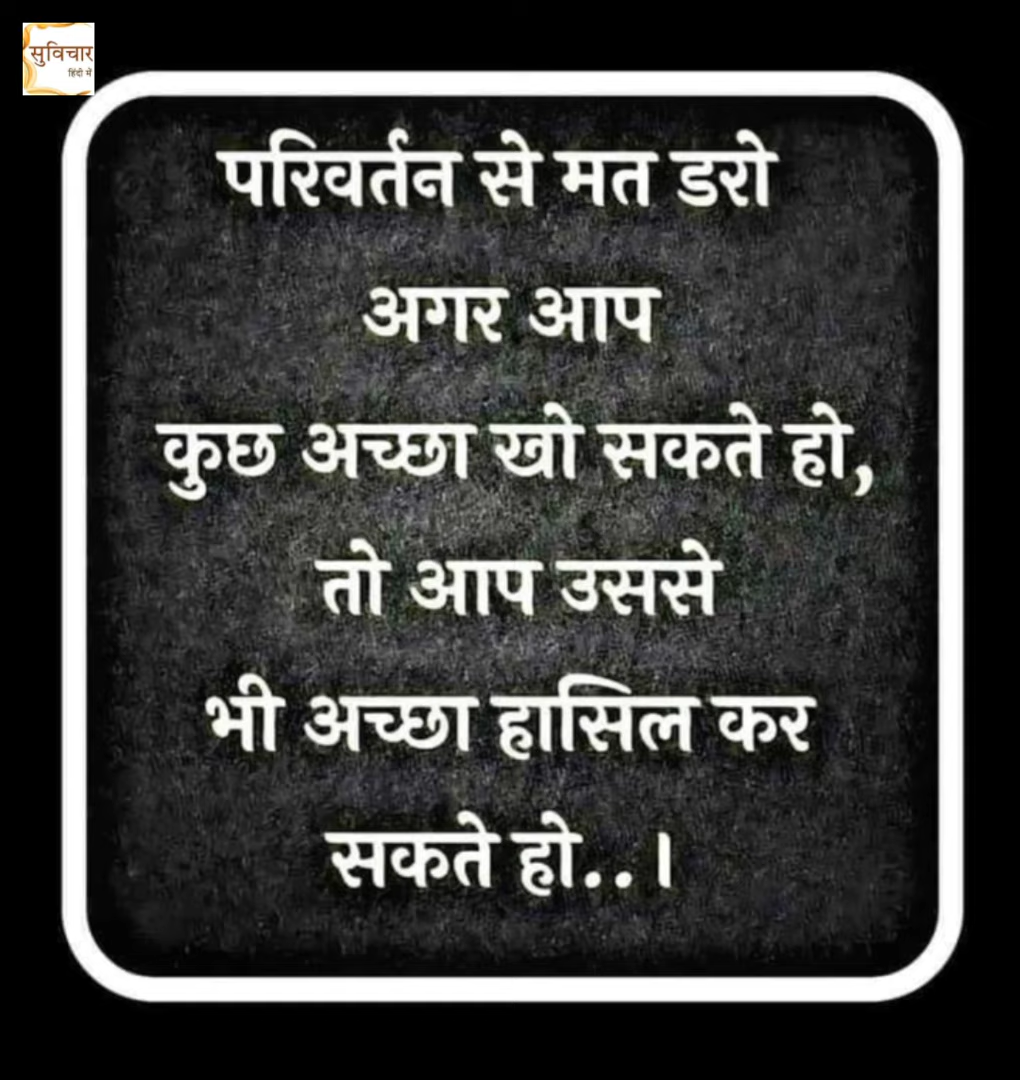 सुविचार
हिंदी में
परिवर्तन से मत डरो
अगर आप
कुछ अच्छा खो सकते हो,
तो आप उससे
भी अच्छा हासिल कर
सकते हो..।